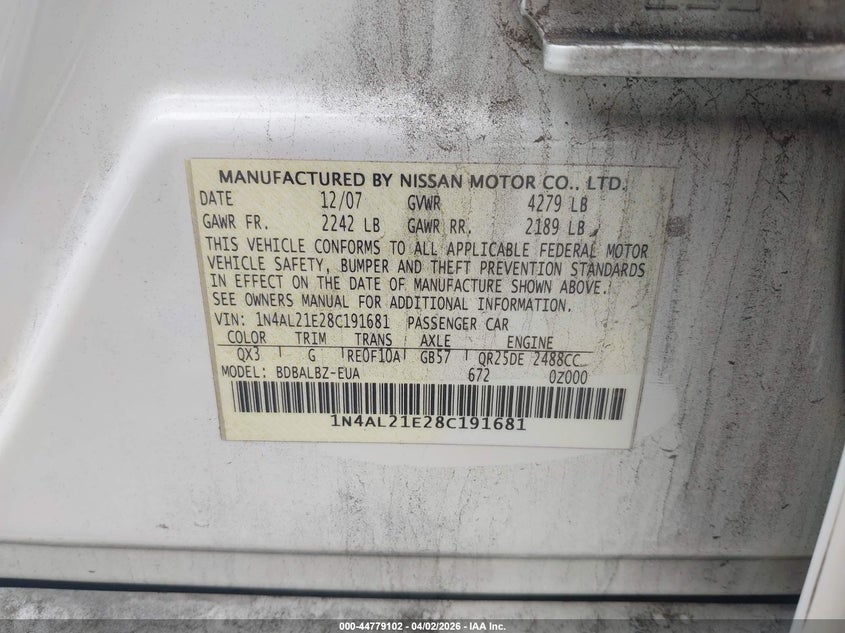 MANUFACTURED BY NISSAN MOTOR CO., LTD.
DATE 12/07 GVWR 4279 LB
GAWR FR. 2242 LB GAWR RR. 2189 LB
THIS VEHICLE CONFORMS TO ALL APPLICABLE FEDERAL MOTOR
VEHICLE SAFETY, BUMPER AND THEFT PREVENTION STANDARDS
IN EFFECT ON THE DATE OF MANUFACTURE SHOWN ABOVE.
SEE OWNERS MANUAL FOR ADDITIONAL INFORMATION.
VIN: 1N4AL21E28C191681 PASSENGER CAR
COLOR TRIM TRANS AXLE ENGINE
QX3 G RE0F10A GB57 QR25DE 2488CC
MODEL: BDBALBZ-EUA 672 0Z000
1N4AL21E28C191681
000-44779102 - 04/02/2026 - IAA Inc.